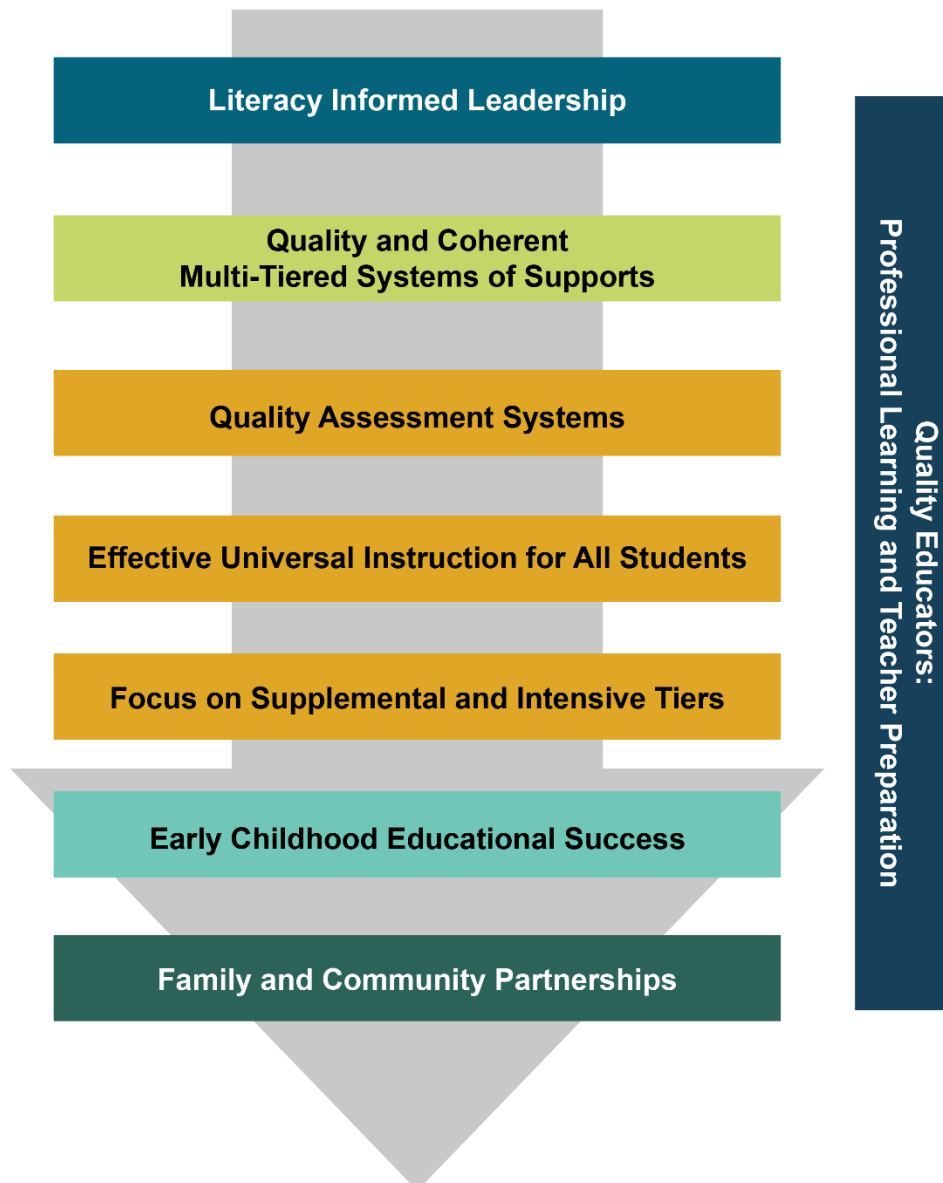 Literacy Informed Leadership
Quality and Coherent
Multi-Tiered Systems of Supports
Quality Assessment Systems
Effective Universal Instruction for All Students
Focus on Supplemental and Intensive Tiers
Early Childhood Educational Success
Family and Community Partnerships
Quality Educators:
Professional Learning and Teacher Preparation